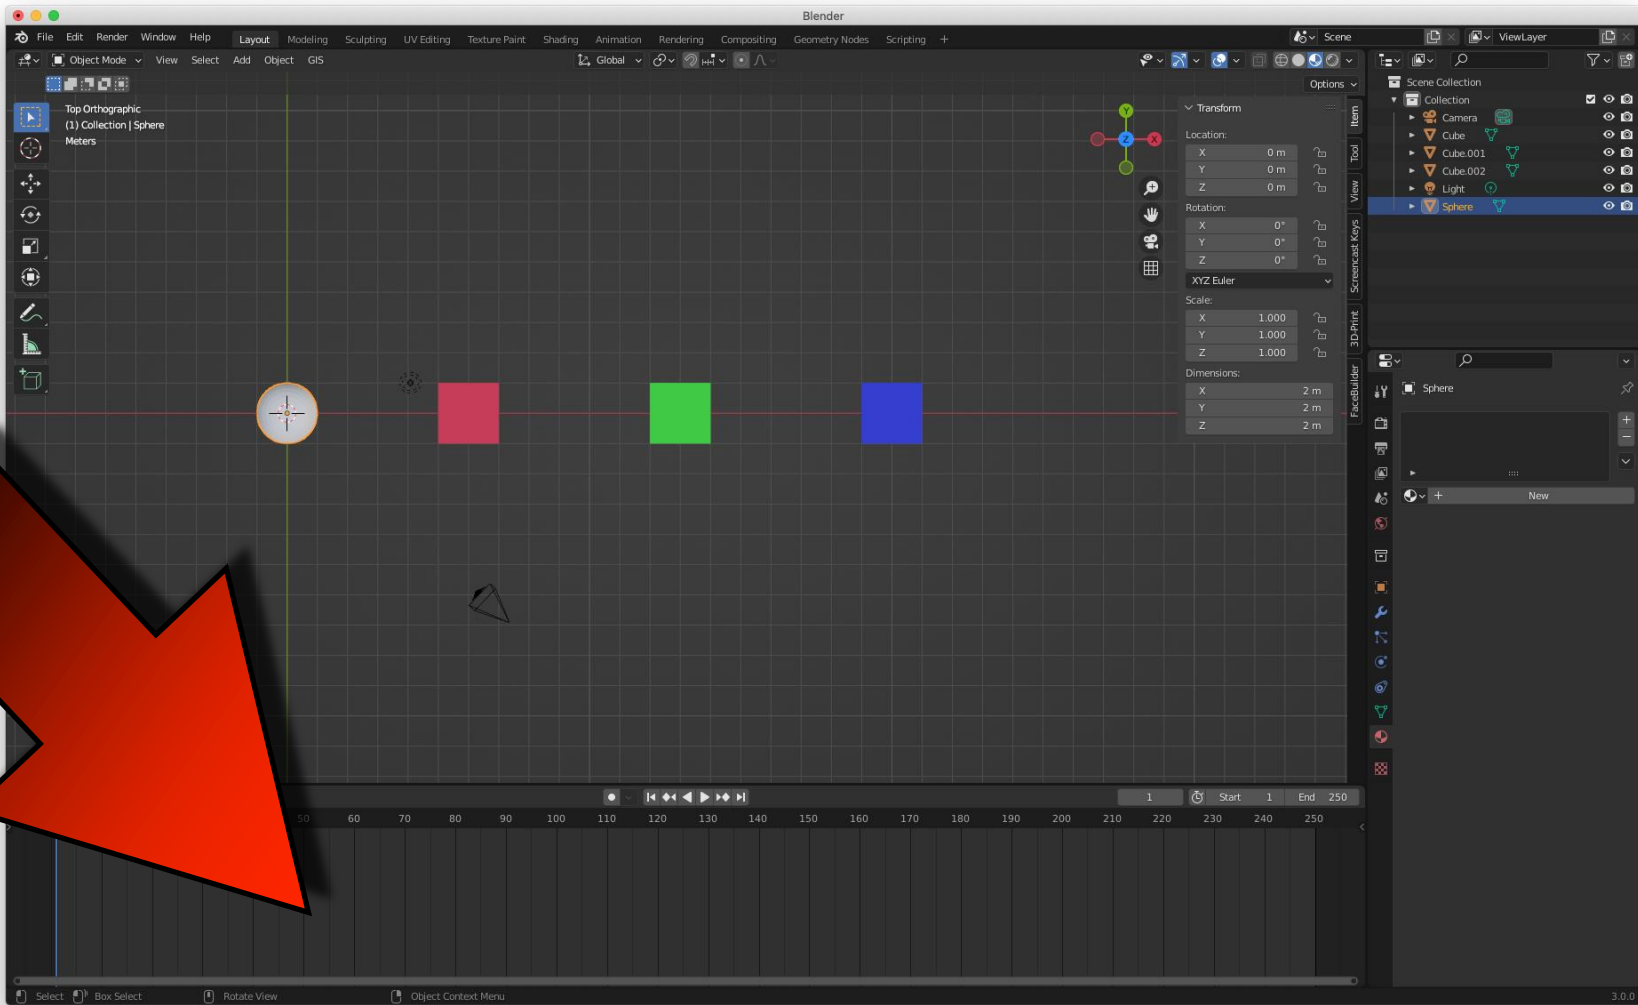 Blender
File Edit Render Window Help Layout Modeling Sculpting UV Editing Texture Paint Shading Animation Rendering Compositing Geometry Nodes Scripting + Scene ViewLayer
Object Mode View Select Add Object GIS Global
Options
Top Orthographic
(1) Collection | Sphere
Meters
Y
X
Z
Transform
Location:
X 0 m
Y 0 m
Z 0 m
Rotation:
X 0°
Y 0°
Z 0°
XYZ Euler
Scale:
X 1.000
Y 1.000
Z 1.000
Dimensions:
X 2 m
Y 2 m
Z 2 m
Item
Tool
View
Screencast Keys
3D-Print
FaceBuilder
Scene Collection
Collection
Camera
Cube
Cube.001
Cube.002
Light
Sphere
Sphere
+
−
+ New
1 Start 1 End 250
50 60 70 80 90 100 110 120 130 140 150 160 170 180 190 200 210 220 230 240 250
Select Box Select Rotate View Object Context Menu 3.0.0